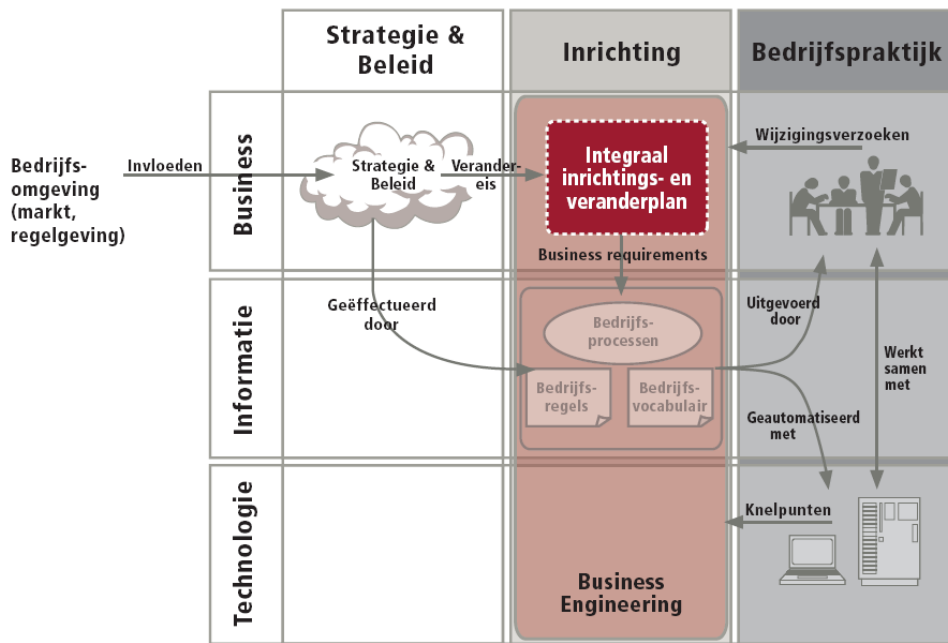 Strategie &
Beleid
Inrichting
Bedrijfspraktijk
Business
Bedrijfs-
omgeving
(markt,
regelgeving)
Invloeden
Strategie &
Beleid
Verander-
eis
Integraal
inrichtings- en
veranderplan
Wijzigingsverzoeken
Business requirements
Informatie
Geëffectueerd
door
Bedrijfs-
processen
Bedrijfs-
regels
Bedrijfs-
vocabulair
Uitgevoerd
door
Werkt
samen
met
Geautomatiseerd
met
Technologie
Knelpunten
Business
Engineering